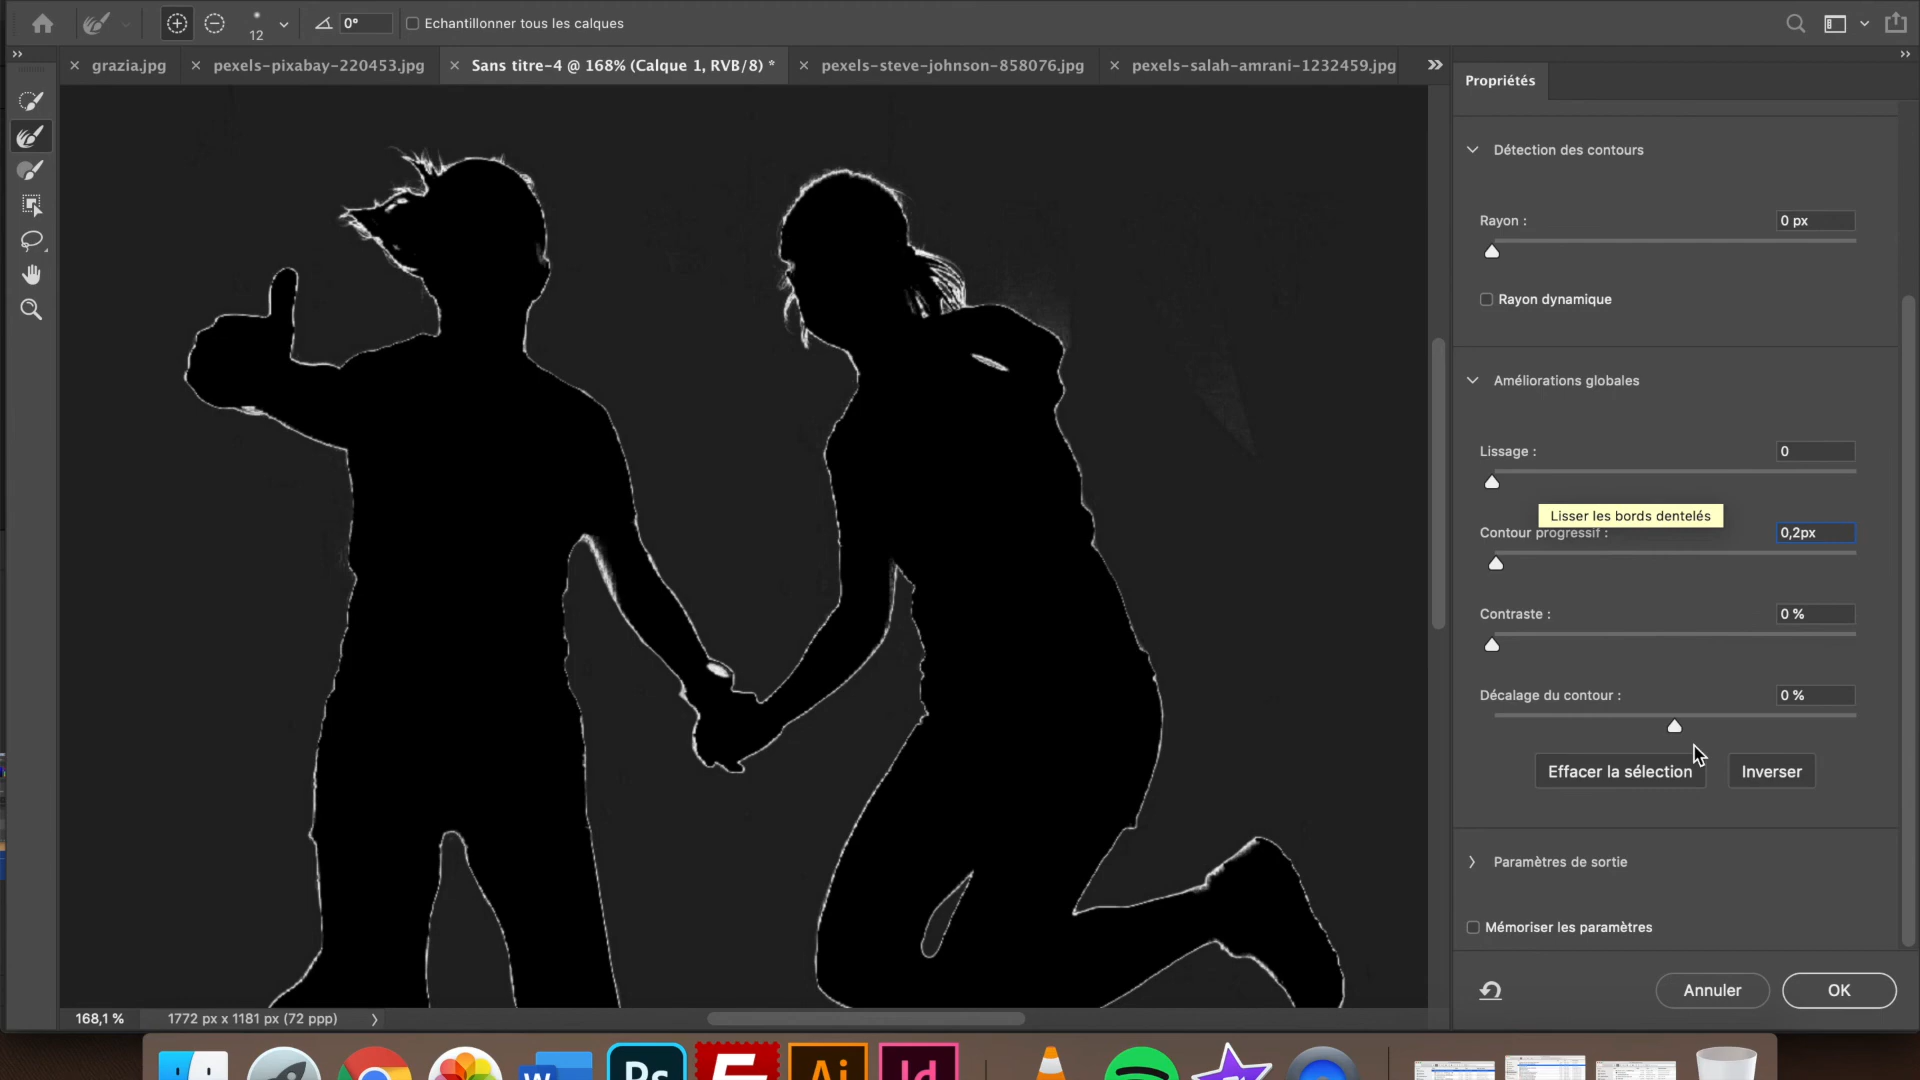 12
0°
Echantillonner tous les calques
grazia.jpg
pexels-pixabay-220453.jpg
Sans titre-4 @ 168% (Calque 1, RVB/8) *
pexels-steve-johnson-858076.jpg
pexels-salah-amrani-1232459.jpg
Propriétés
Détection des contours
Rayon : 0 px
Rayon dynamique
Améliorations globales
Lissage : 0
Lisser les bords dentelés
Contour progressif : 0,2px
Contraste : 0 %
Décalage du contour : 0 %
Effacer la sélection Inverser
Paramètres de sortie
Mémoriser les paramètres
Annuler OK
168,1 % 1772 px x 1181 px (72 ppp)
W Ps Ai Id